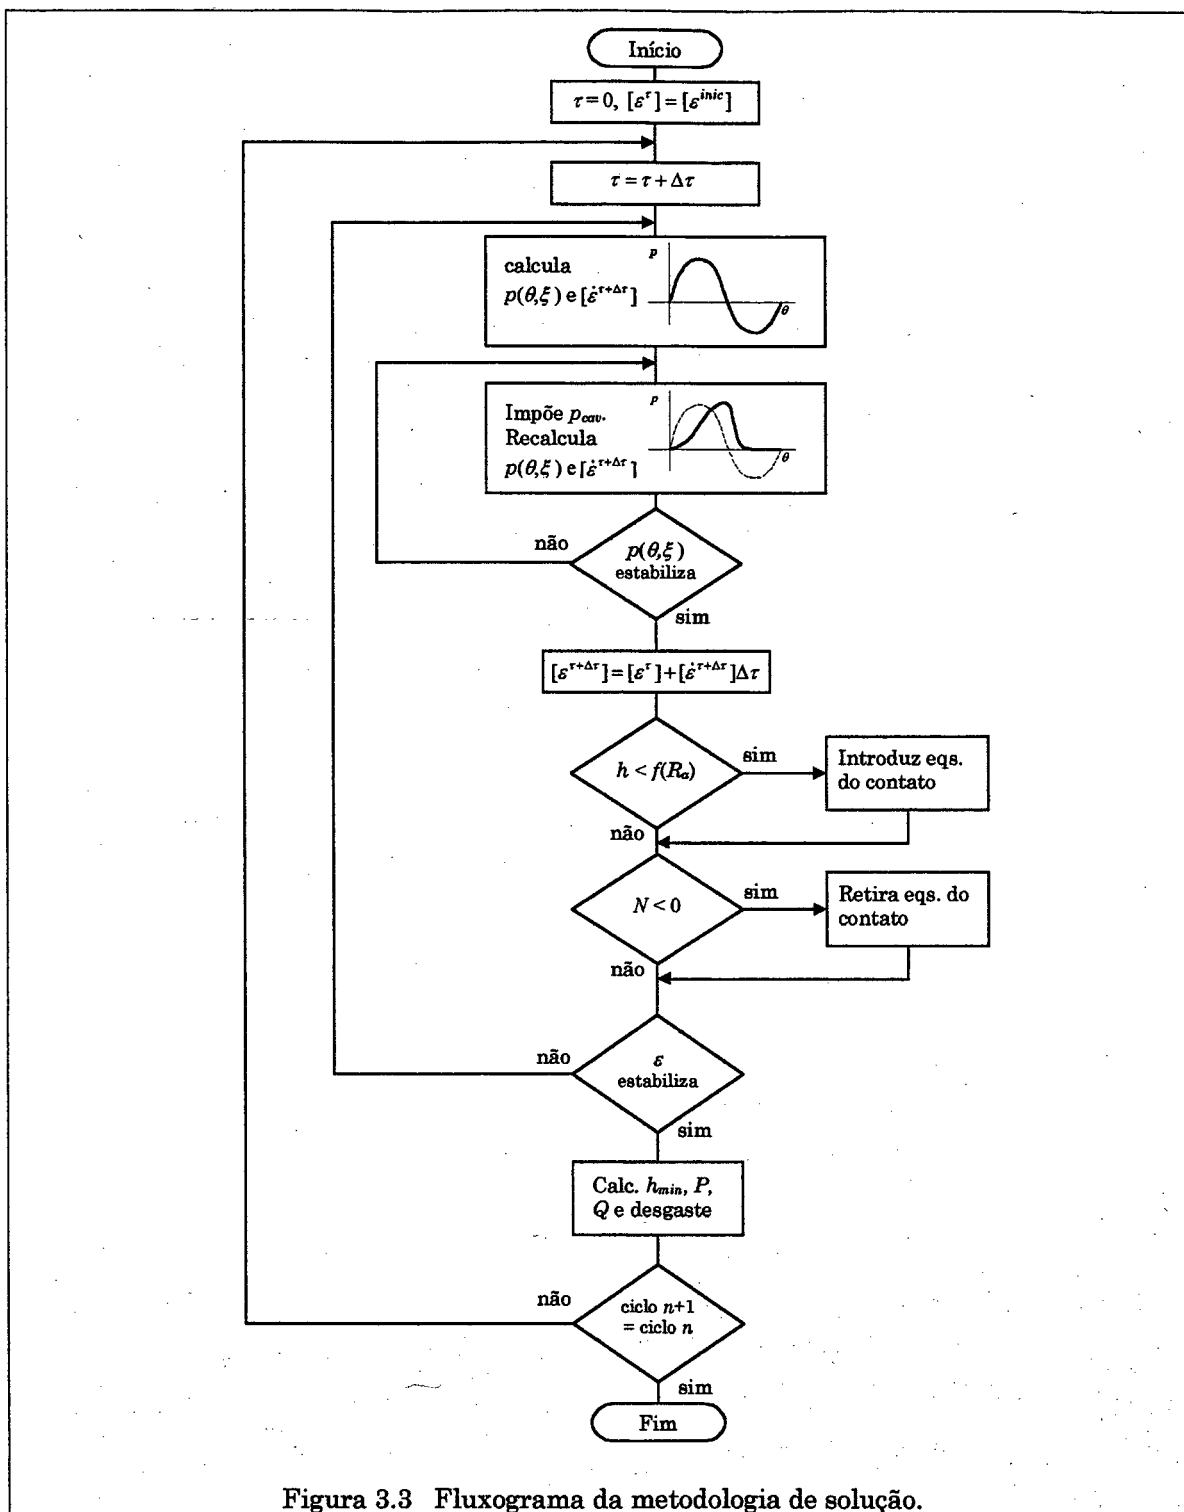 Início
τ = 0, [ε^τ] = [ε^inic]
τ = τ + Δτ
calcula
p(θ,ξ) e [ε̇^τ+Δτ]
p
θ
Impõe p_cav.
Recalcula
p(θ,ξ) e [ε̇^τ+Δτ]
p
θ
não
p(θ,ξ)
estabiliza
sim
[ε^τ+Δτ] = [ε^τ] + [ε̇^τ+Δτ]Δτ
h < f(R_a)
sim
Introduz eqs.
do contato
não
N < 0
sim
Retira eqs. do
contato
não
não
ε
estabiliza
sim
Calc. h_min, P,
Q e desgaste
não
ciclo n+1
= ciclo n
sim
Fim
Figura 3.3 Fluxograma da metodologia de solução.